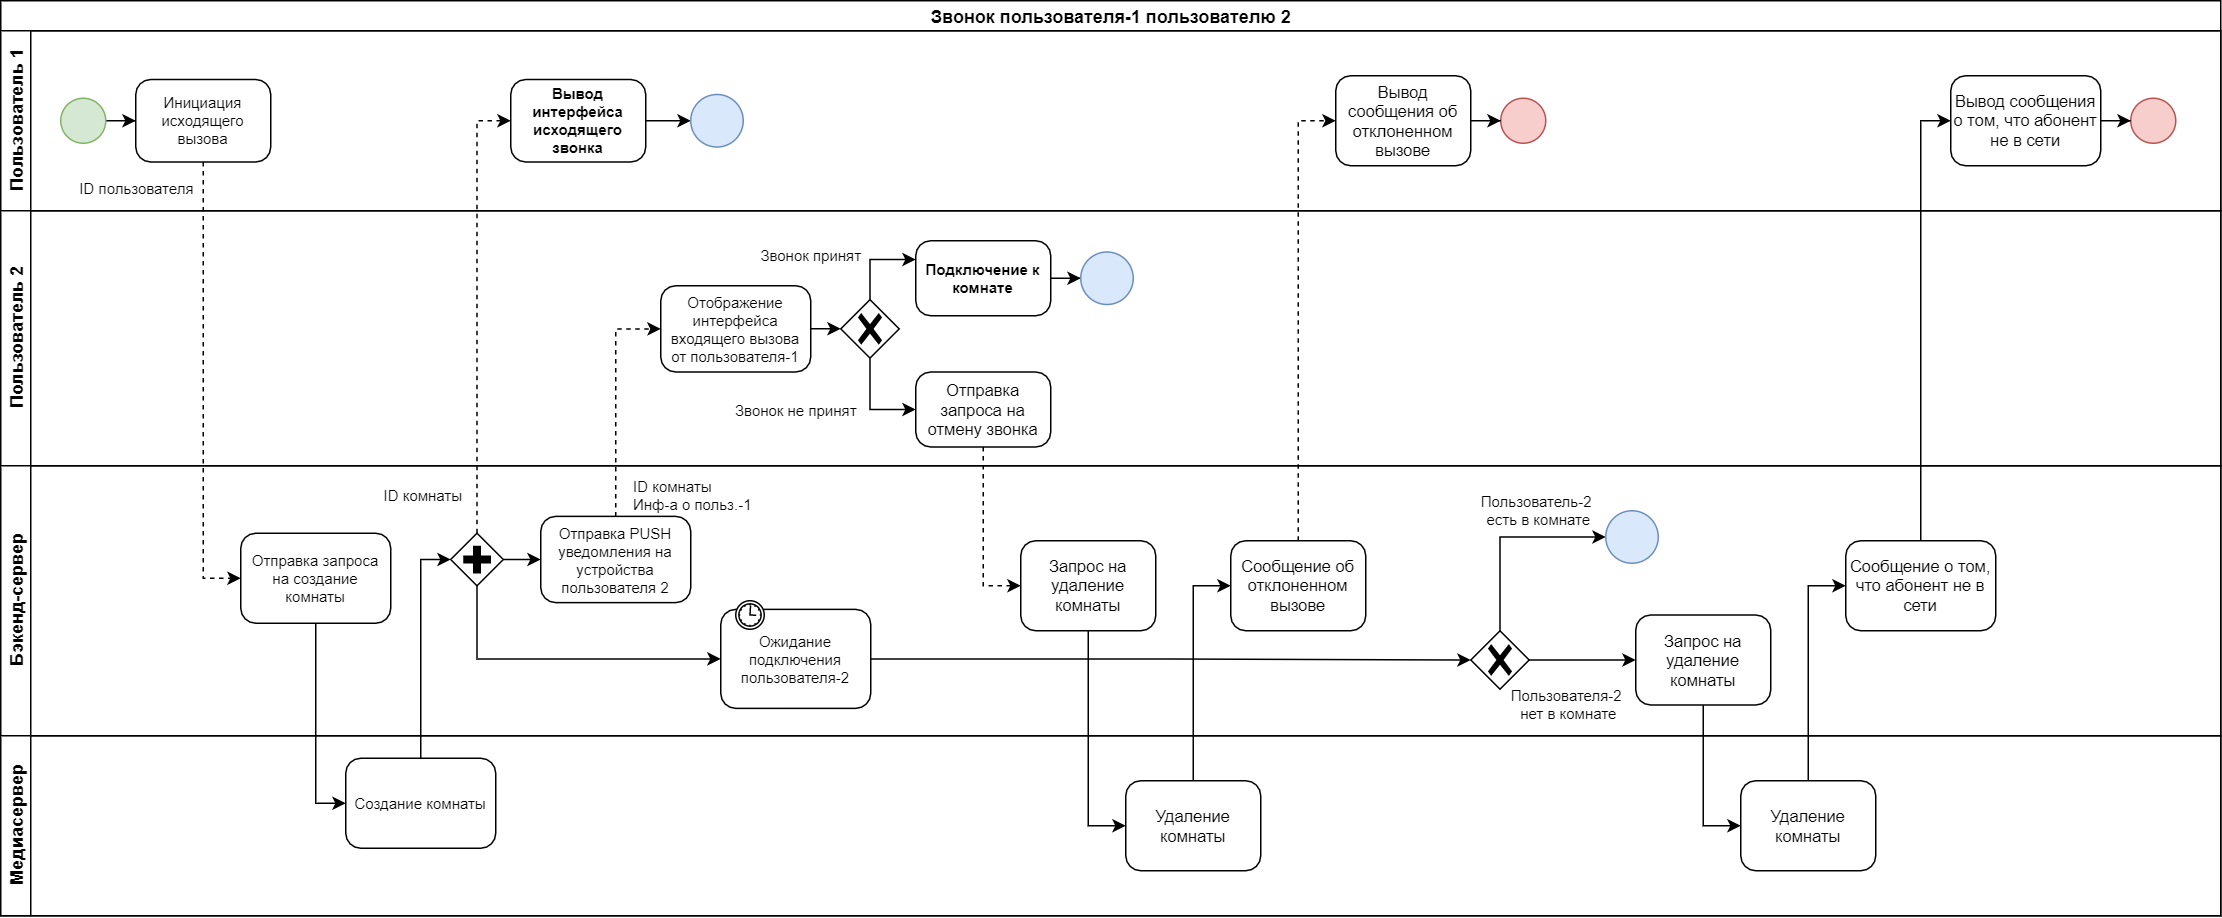 Звонок пользователя-1 пользователю 2
Пользователь 1
Инициация
исходящего
вызова
ID пользователя
Вывод
интерфейса
исходящего
звонка
Вывод
сообщения об
отклоненном
вызове
Вывод сообщения
о том, что абонент
не в сети
Пользователь 2
Отображение
интерфейса
входящего вызова
от пользователя-1
Звонок принят
Подключение к
комнате
Звонок не принят
Отправка
запроса на
отмену звонка
Бэкенд-сервер
Отправка запроса
на создание
комнаты
ID комнаты
ID комнаты
Инф-а о польз.-1
Отправка PUSH
уведомления на
устройства
пользователя 2
Ожидание
подключения
пользователя-2
Запрос на
удаление
комнаты
Сообщение об
отклоненном
вызове
Пользователь-2
есть в комнате
Пользователя-2
нет в комнате
Запрос на
удаление
комнаты
Сообщение о том,
что абонент не в
сети
Медиасервер
Создание комнаты
Удаление
комнаты
Удаление
комнаты